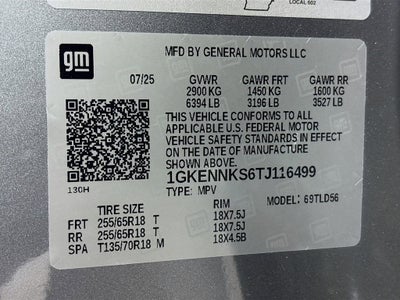 LOCAL 602
gm
MFD BY GENERAL MOTORS LLC
07/25 GVWR GAWR FRT GAWR RR
2900 KG 1450 KG 1600 KG
6394 LB 3196 LB 3527 LB
THIS VEHICLE CONFORMS TO ALL
APPLICABLE U.S. FEDERAL MOTOR
VEHICLE SAFETY STANDARDS IN EFFECT
ON THE DATE OF MANUFACTURE
SHOWN ABOVE.
1GKENNKS6TJ116499
130H
TYPE: MPV MODEL: 69TLD56
TIRE SIZE RIM
FRT 255/65R18 T 18X7.5J
RR 255/65R18 T 18X7.5J
SPA T135/70R18 M 18X4.5B